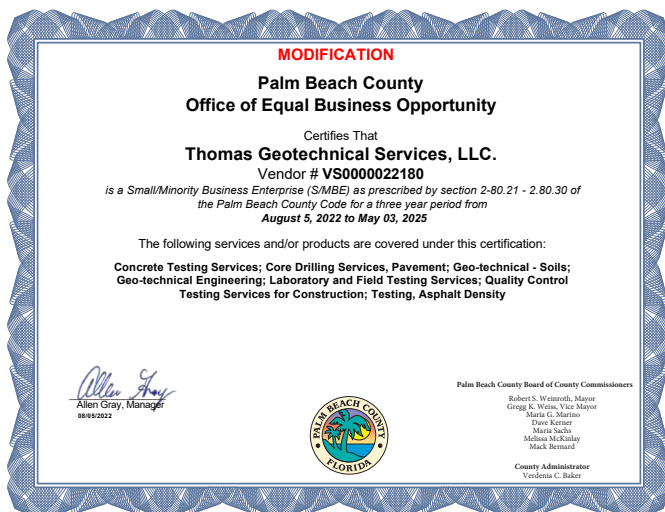 MODIFICATION
Palm Beach County
Office of Equal Business Opportunity
Certifies That
Thomas Geotechnical Services, LLC.
Vendor # VS0000022180
is a Small/Minority Business Enterprise (S/MBE) as prescribed by section 2-80.21 - 2.80.30 of
the Palm Beach County Code for a three year period from
August 5, 2022 to May 03, 2025
The following services and/or products are covered under this certification:
Concrete Testing Services; Core Drilling Services, Pavement; Geo-technical - Soils;
Geo-technical Engineering; Laboratory and Field Testing Services; Quality Control
Testing Services for Construction; Testing, Asphalt Density
Allen Gray
Allen Gray, Manager
08/05/2022
PALM BEACH COUNTY
FLORIDA
Palm Beach County Board of County Commissioners
Robert S. Weinroth, Mayor
Gregg K. Weiss, Vice Mayor
Maria G. Marino
Dave Kerner
Maria Sachs
Melissa McKinlay
Mack Bernard
County Administrator
Verdenia C. Baker